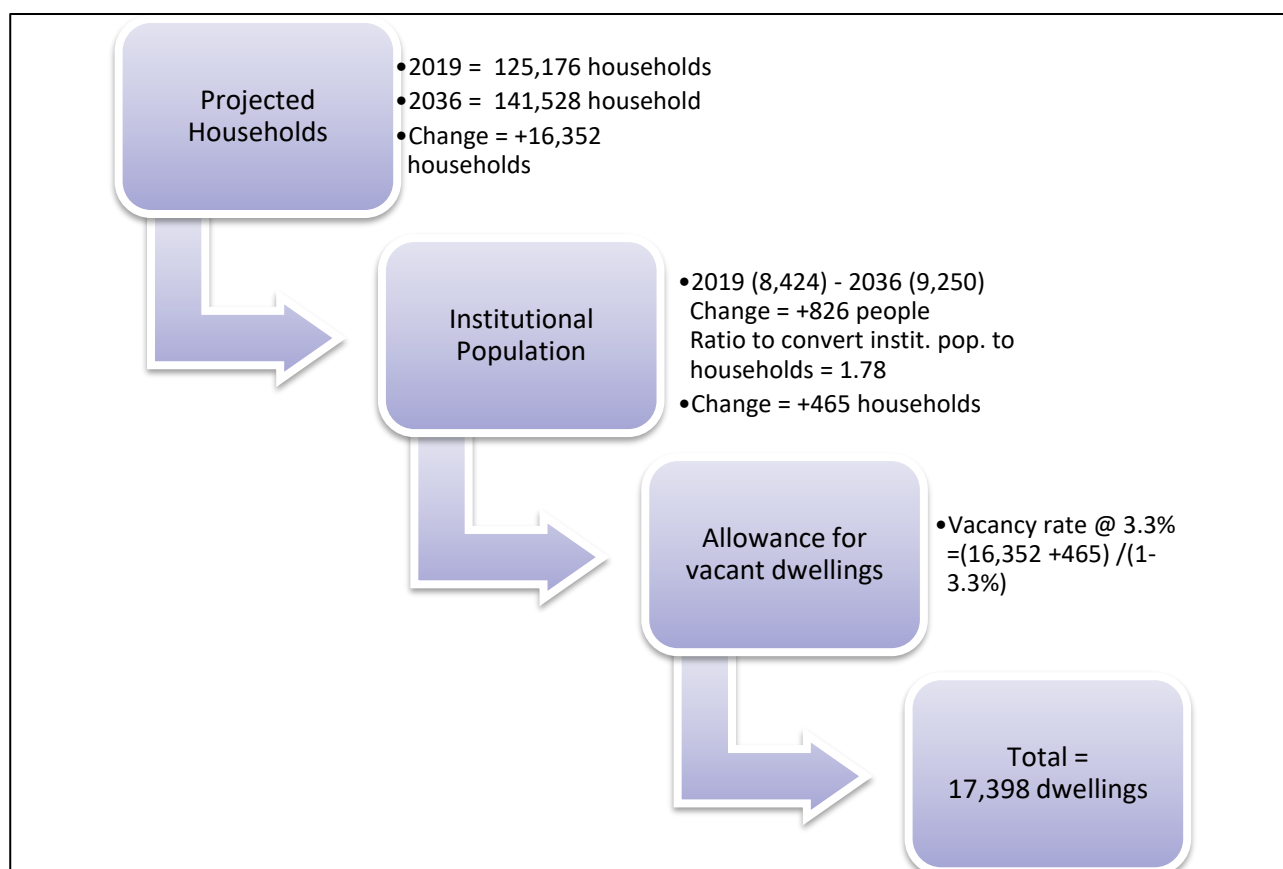 Projected
Households
•2019 =  125,176 households
•2036 = 141,528 household
•Change = +16,352
households
Institutional
Population
•2019 (8,424) - 2036 (9,250)
Change = +826 people
Ratio to convert instit. pop. to
households = 1.78
•Change = +465 households
Allowance for
vacant dwellings
•Vacancy rate @ 3.3%
=(16,352 +465) /(1-
3.3%)
Total =
17,398 dwellings